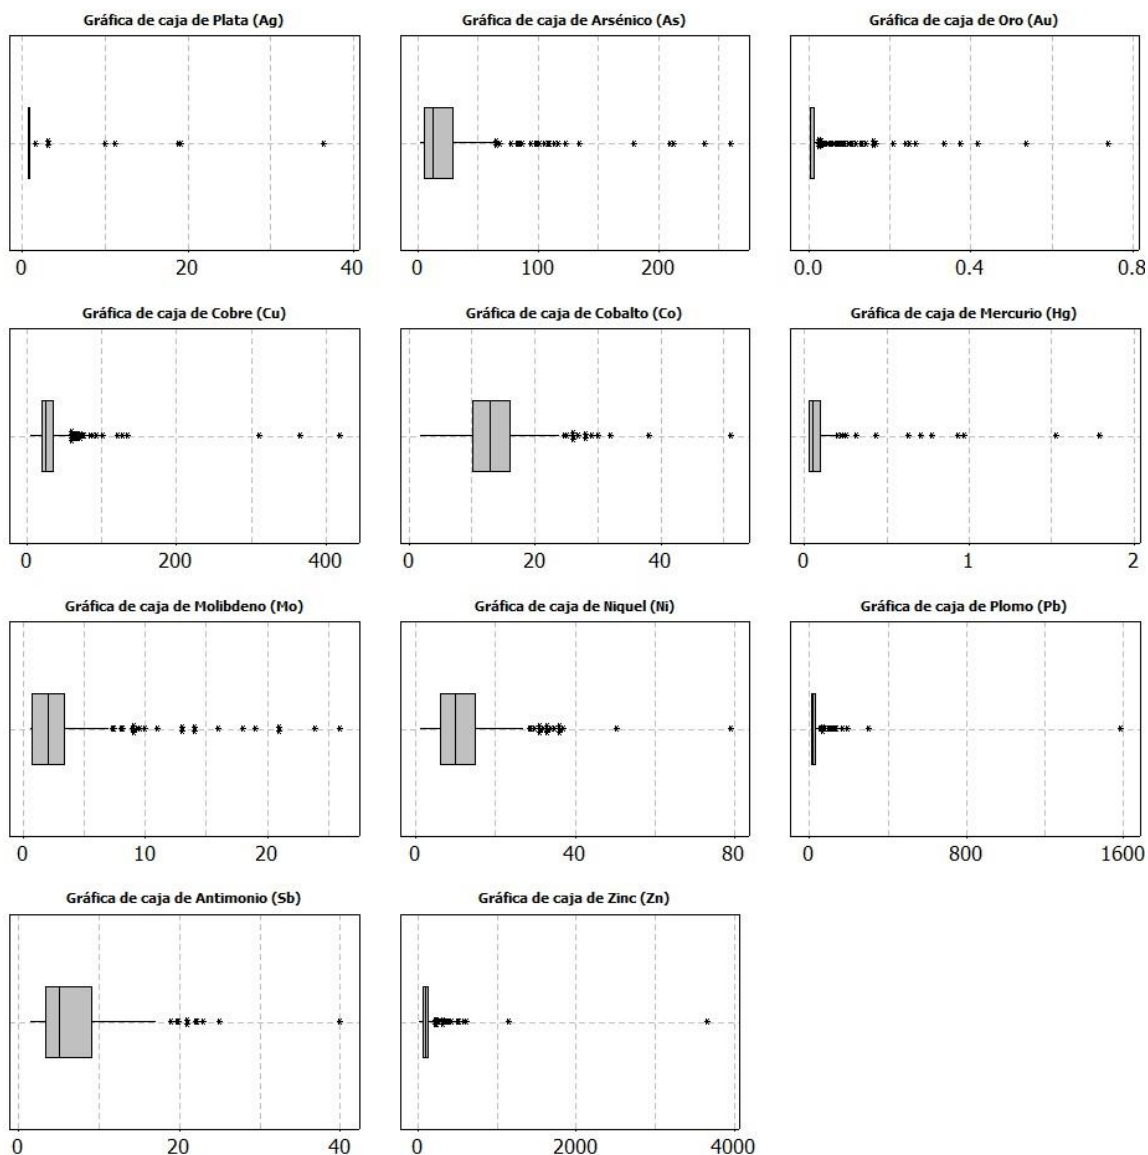 Gráfica de caja de Plata (Ag)
Gráfica de caja de Arsénico (As)
Gráfica de caja de Oro (Au)
0 20 40
0 100 200
0.0 0.4 0.8
Gráfica de caja de Cobre (Cu)
Gráfica de caja de Cobalto (Co)
Gráfica de caja de Mercurio (Hg)
0 200 400
0 20 40
0 1 2
Gráfica de caja de Molibdeno (Mo)
Gráfica de caja de Niquel (Ni)
Gráfica de caja de Plomo (Pb)
0 10 20
0 40 80
0 800 1600
Gráfica de caja de Antimonio (Sb)
Gráfica de caja de Zinc (Zn)
0 20 40
0 2000 4000